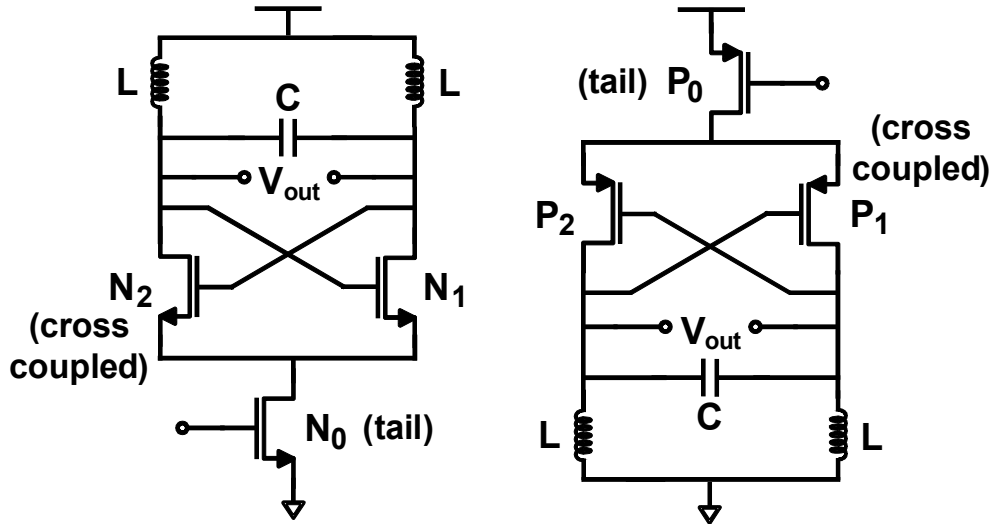 L
L
C
Vout
N2
N1
(cross
coupled)
N0 (tail)
(tail) P0
(cross
coupled)
P2
P1
Vout
C
L
L